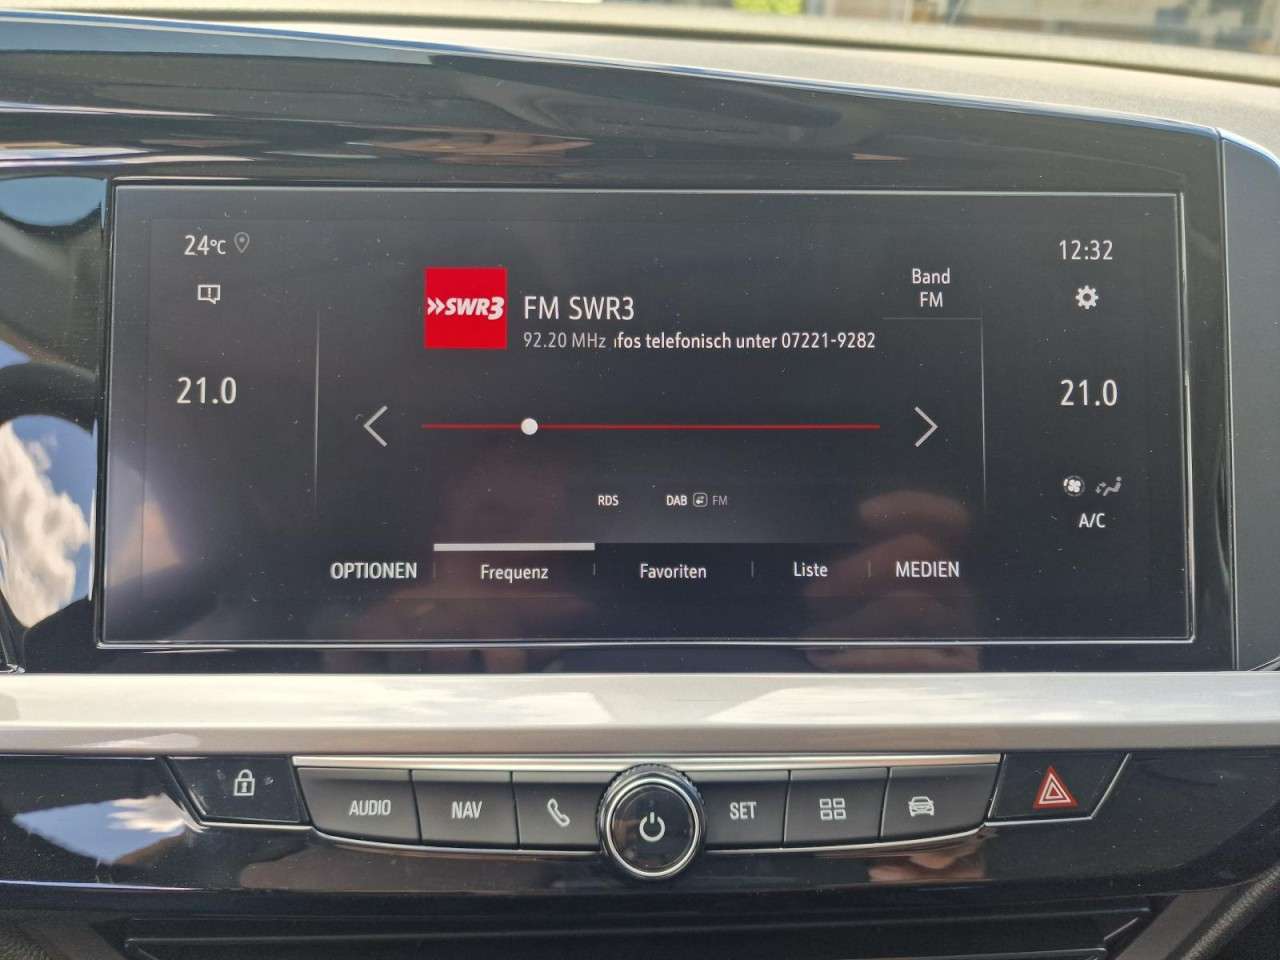 24°C
12:32
Band
FM
»SWR3
FM SWR3
92.20 MHz ıfos telefonisch unter 07221-9282
21.0
21.0
RDS
DAB
FM
A/C
OPTIONEN
Frequenz
Favoriten
Liste
MEDIEN
AUDIO
NAV
SET